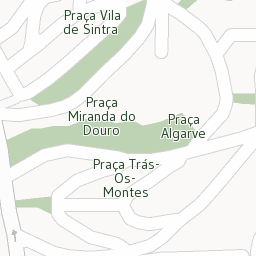 Praça Vila
de Sintra
Praça
Miranda do
Douro
Praça
Algarve
Praça Trás-
Os-
Montes